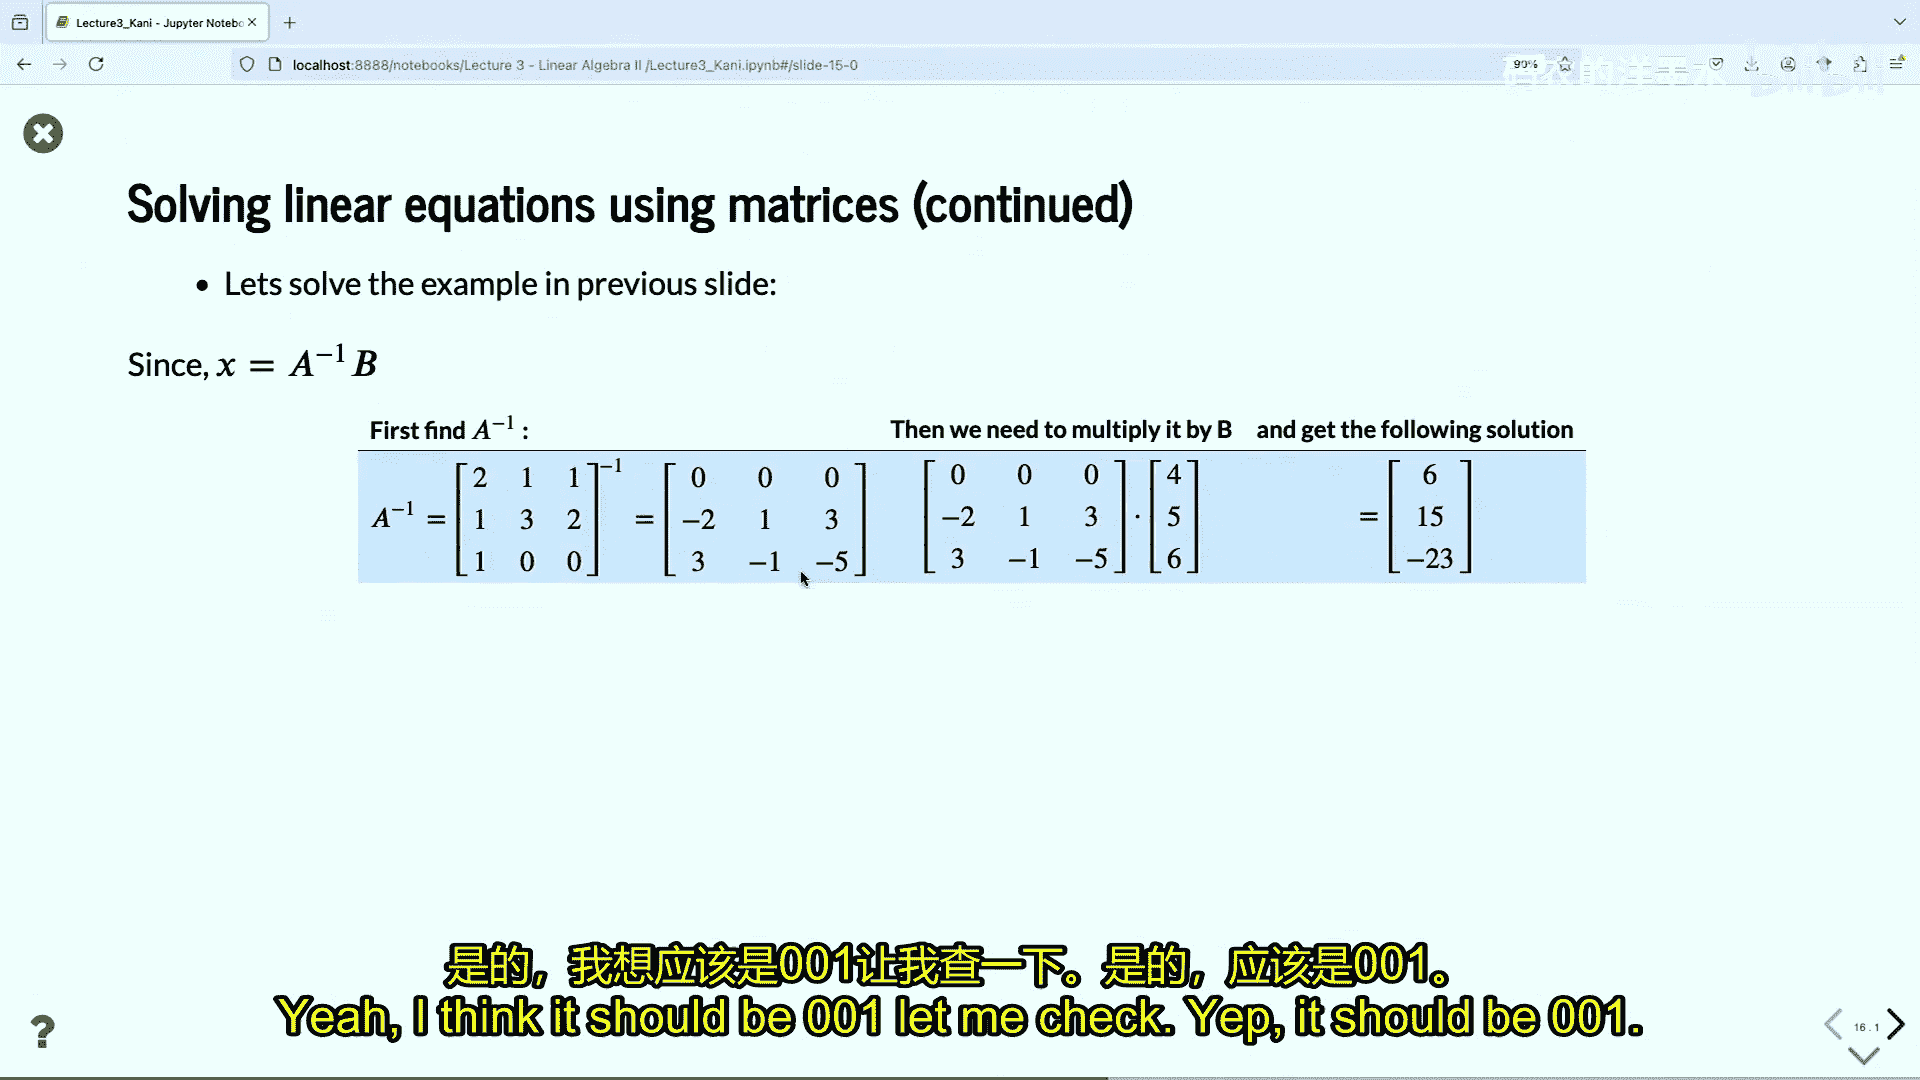 Lecture3_Kani - Jupyter Notebo
localhost:8888/notebooks/Lecture 3 - Linear Algebra II /Lecture3_Kani.ipynb#/slide-15-0
90%
Solving linear equations using matrices (continued)
• Lets solve the example in previous slide:
Since, x = A⁻¹ B
First find A⁻¹ : Then we need to multiply it by B and get the following solution
A⁻¹ = [2 1 1; 1 3 2; 1 0 0]⁻¹ = [0 0 0; −2 1 3; 3 −1 −5] [0 0 0; −2 1 3; 3 −1 −5] · [4; 5; 6] = [6; 15; −23]
是的，我想应该是001让我查一下。是的，应该是001。
Yeah, I think it should be 001 let me check. Yep, it should be 001.
16.1